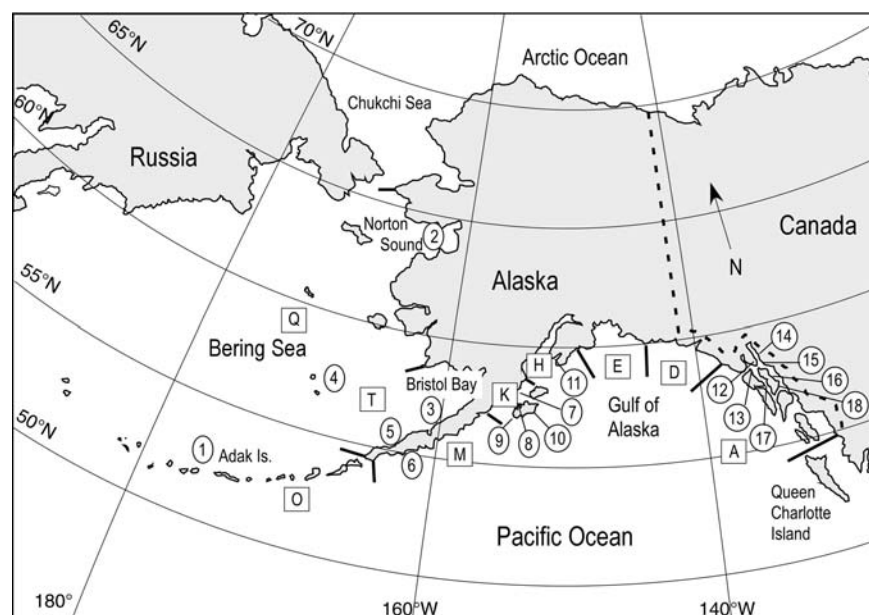 70°N
65°N
Arctic Ocean
60°N
Chukchi Sea
Russia
Canada
Norton
Sound
2
Alaska
N
55°N
Q
Bering Sea
14
H
E
D
15
4
Bristol Bay
11
16
T
K
7
12
3
Gulf of
Alaska
13
18
50°N
5
9
8
10
17
1
Adak Is.
6
M
A
O
Queen
Charlotte
Island
Pacific Ocean
180°
160°W
140°W